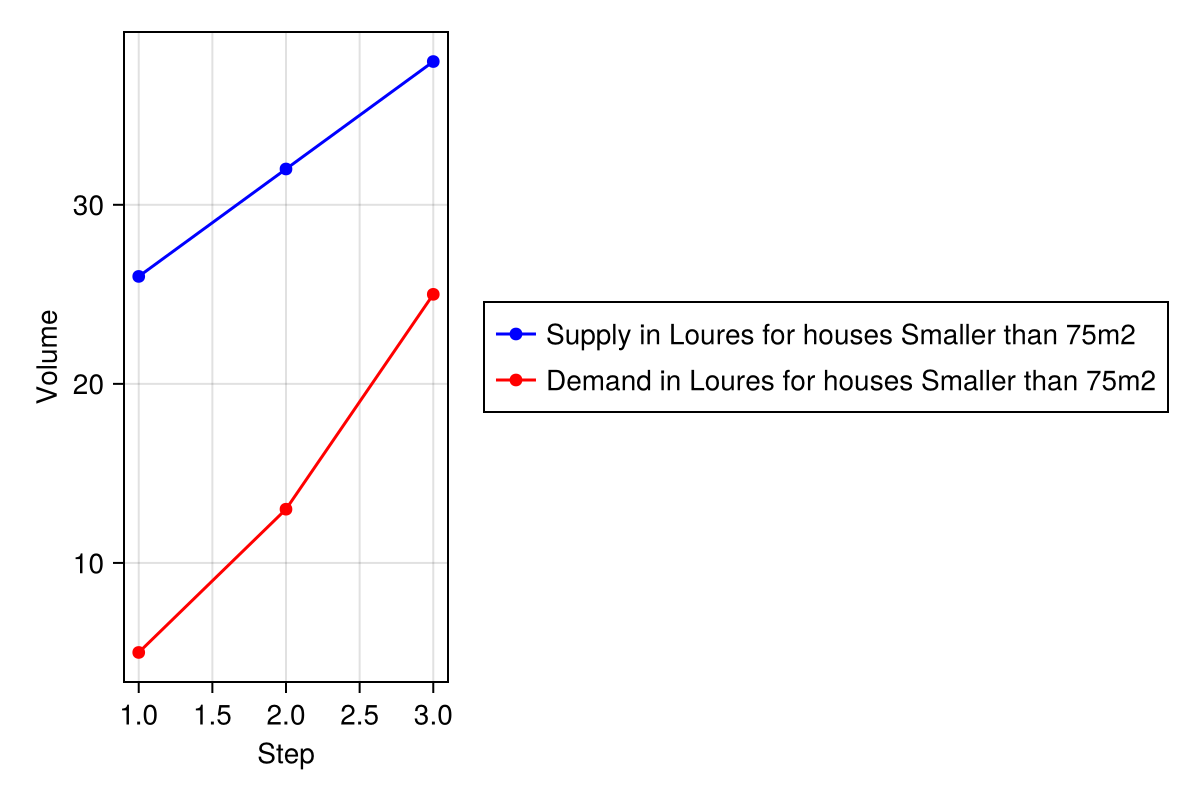 Volume
30
20
10
1.0 1.5 2.0 2.5 3.0
Step
Supply in Loures for houses Smaller than 75m2
Demand in Loures for houses Smaller than 75m2